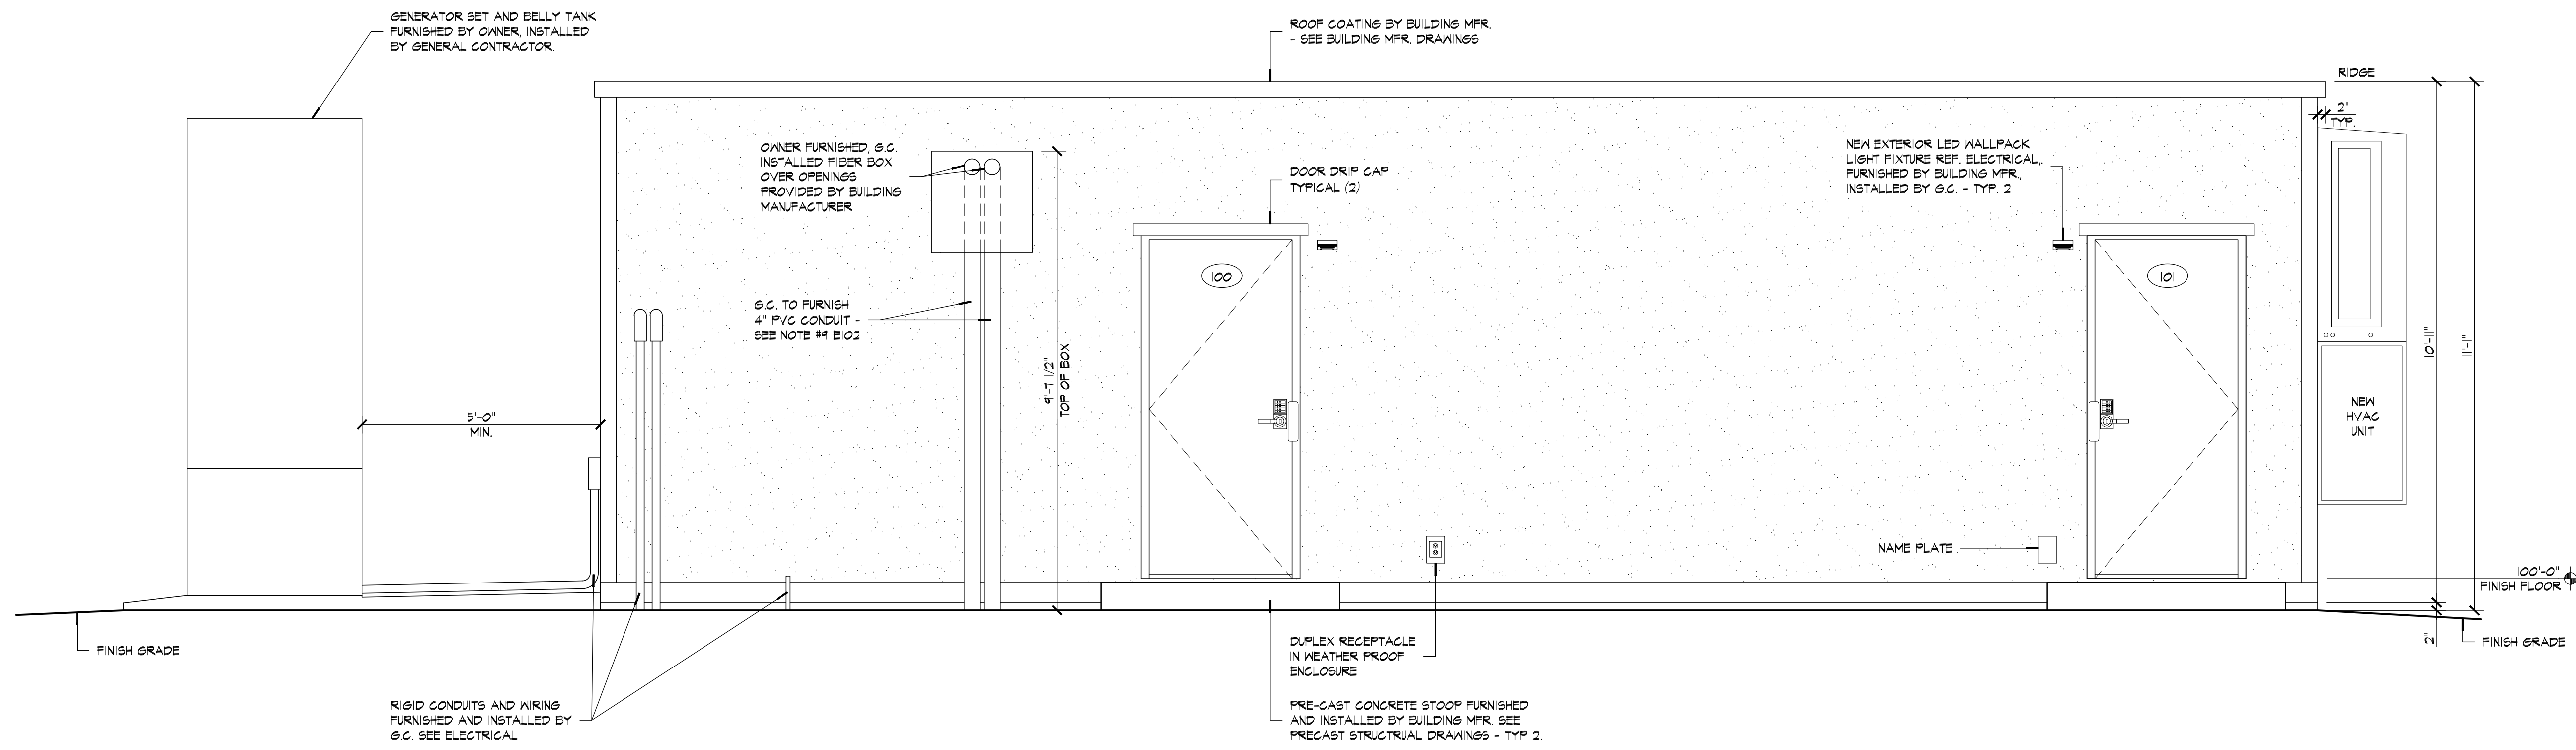 GENERATOR SET AND BELLY TANK
FURNISHED BY OWNER, INSTALLED
BY GENERAL CONTRACTOR.
ROOF COATING BY BUILDING MFR.
- SEE BUILDING MFR. DRAWINGS
RIDGE
2"
TYP.
OWNER FURNISHED, G.C.
INSTALLED FIBER BOX
OVER OPENINGS
PROVIDED BY BUILDING
MANUFACTURER
DOOR DRIP CAP
TYPICAL (2)
NEW EXTERIOR LED WALLPACK
LIGHT FIXTURE REF. ELECTRICAL,
FURNISHED BY BUILDING MFR.,
INSTALLED BY G.C. - TYP. 2
100
101
G.C. TO FURNISH
4" PVC CONDUIT -
SEE NOTE #9 E102
9'-7 1/2"
TOP OF BOX
10'-11"
11'-1"
5'-0"
MIN.
NEW
HVAC
UNIT
NAME PLATE
100'-0"
FINISH FLOOR
2"
FINISH GRADE
FINISH GRADE
DUPLEX RECEPTACLE
IN WEATHER PROOF
ENCLOSURE
RIGID CONDUITS AND WIRING
FURNISHED AND INSTALLED BY
G.C. SEE ELECTRICAL
PRE-CAST CONCRETE STOOP FURNISHED
AND INSTALLED BY BUILDING MFR. SEE
PRECAST STRUCTRUAL DRAWINGS - TYP 2.